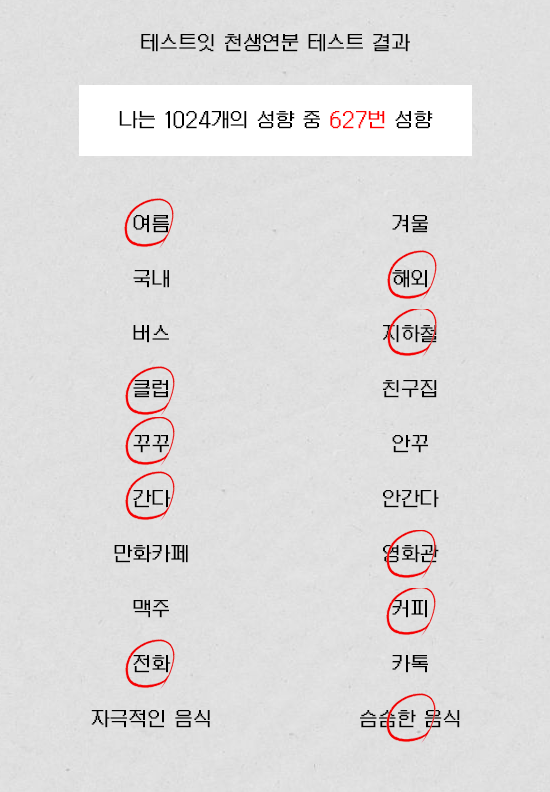 테스트잇 천생연분 테스트 결과
나는 1024개의 성향 중 627번 성향
여름 겨울
국내 해외
버스 지하철
클럽 친구집
꾸꾸 안꾸
간다 안간다
만화카페 영화관
맥주 커피
전화 카톡
자극적인 음식 슴슴한 음식